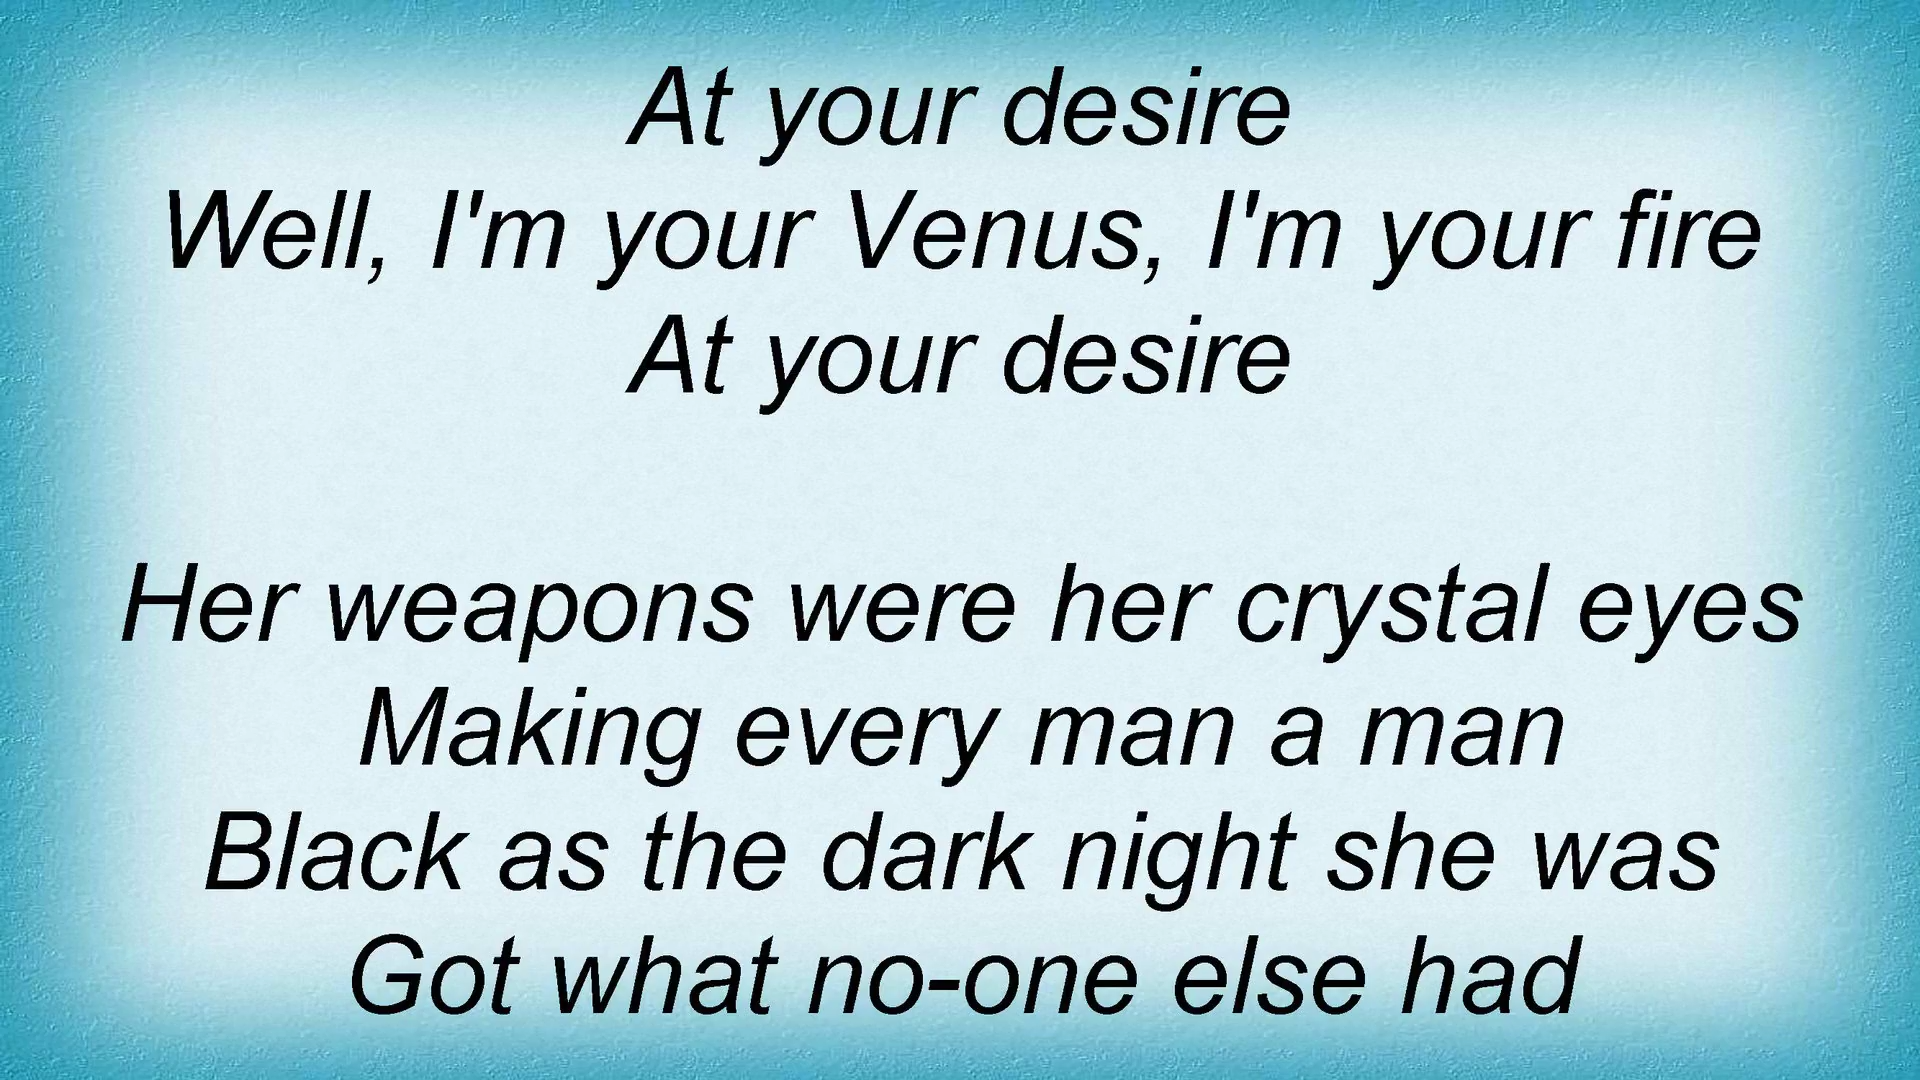 At your desire
Well, I'm your Venus, I'm your fire
At your desire
Her weapons were her crystal eyes
Making every man a man
Black as the dark night she was
Got what no-one else had